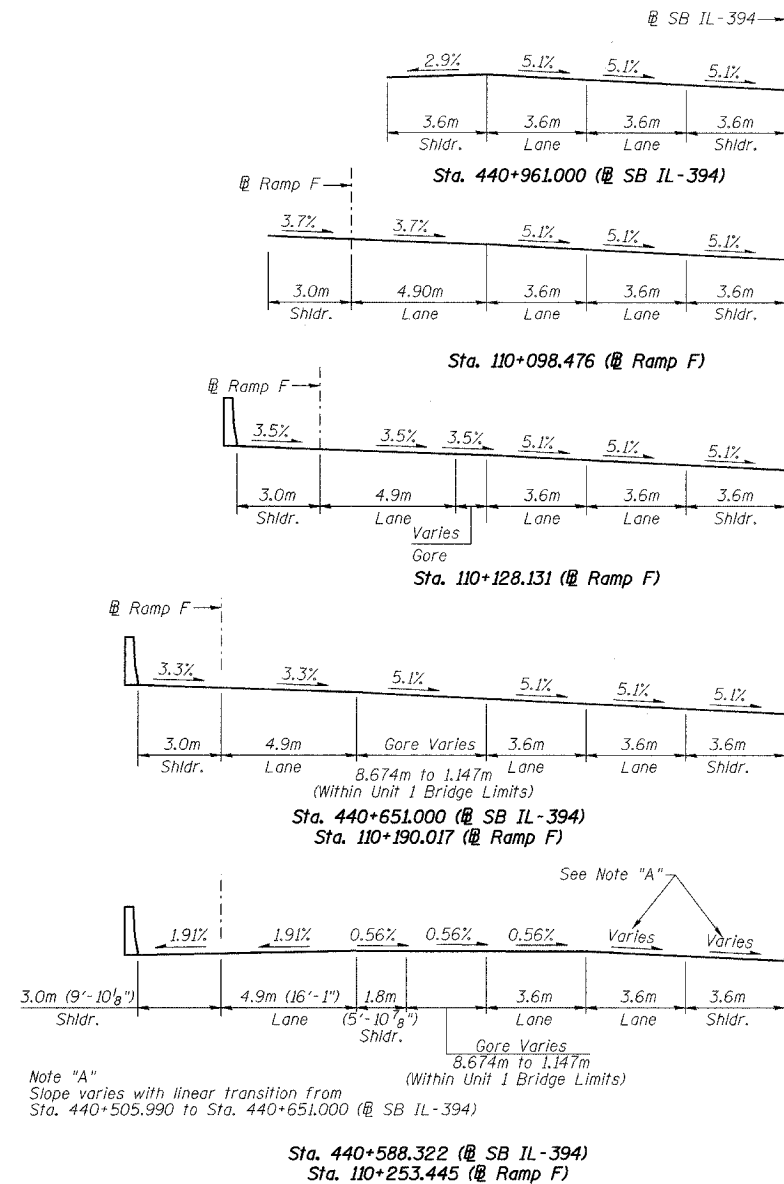 ℄ SB IL-394
2.9% 5.1% 5.1% 5.1%
3.6m 3.6m 3.6m 3.6m
Shldr. Lane Lane Shldr.
Sta. 440+961.000 (℄ SB IL-394)
℄ Ramp F
3.7% 3.7% 5.1% 5.1% 5.1%
3.0m 4.90m 3.6m 3.6m 3.6m
Shldr. Lane Lane Lane Shldr.
Sta. 110+098.476 (℄ Ramp F)
℄ Ramp F
3.5% 3.5% 3.5% 5.1% 5.1% 5.1%
3.0m 4.9m 3.6m 3.6m 3.6m
Shldr. Lane Lane Lane Shldr.
Varies
Gore
Sta. 110+128.131 (℄ Ramp F)
℄ Ramp F
3.3% 3.3% 5.1% 5.1% 5.1% 5.1%
3.0m 4.9m Gore Varies 3.6m 3.6m 3.6m
Shldr. Lane 8.674m to 1.147m Lane Lane Shldr.
(Within Unit 1 Bridge Limits)
Sta. 440+651.000 (℄ SB IL-394)
Sta. 110+190.017 (℄ Ramp F)
See Note "A"
1.91% 1.91% 0.56% 0.56% 0.56% Varies Varies
3.0m (9'-10⅛") 4.9m (16'-1") 1.8m 3.6m 3.6m 3.6m
Shldr. Lane (5'-10⅞") Lane Lane Shldr.
Shldr.
Gore Varies
8.674m to 1.147m
(Within Unit 1 Bridge Limits)
Note "A"
Slope varies with linear transition from
Sta. 440+505.990 to Sta. 440+651.000 (℄ SB IL-394)
Sta. 440+588.322 (℄ SB IL-394)
Sta. 110+253.445 (℄ Ramp F)